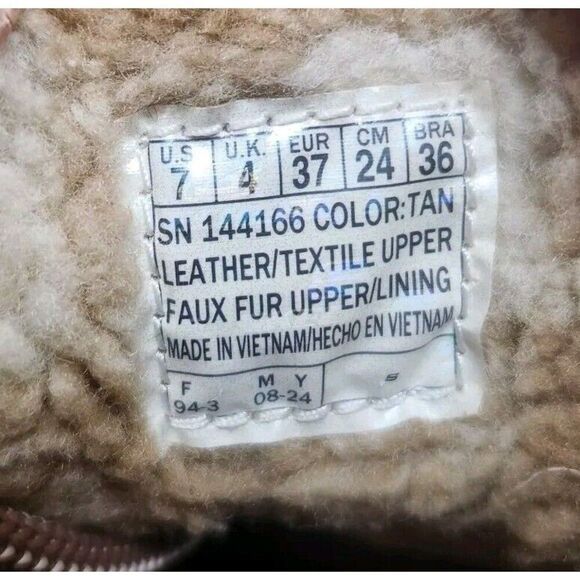 U.S. U.K. EUR CM BRA
7 4 37 24 36
SN 144166 COLOR:TAN
LEATHER/TEXTILE UPPER
FAUX FUR UPPER/LINING
MADE IN VIETNAM/HECHO EN VIETNAM
F M Y
94-3 08-24